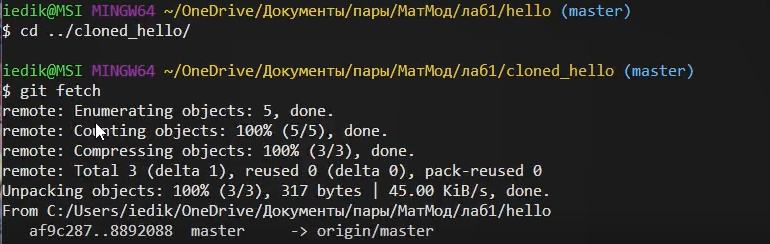 iedik@MSI MINGW64 ~/OneDrive/Документы/пары/МатМод/лаб1/hello (master)
$ cd ../cloned_hello/
iedik@MSI MINGW64 ~/OneDrive/Документы/пары/МатМод/лаб1/cloned_hello (master)
$ git fetch
remote: Enumerating objects: 5, done.
remote: Counting objects: 100% (5/5), done.
remote: Compressing objects: 100% (3/3), done.
remote: Total 3 (delta 1), reused 0 (delta 0), pack-reused 0
Unpacking objects: 100% (3/3), 317 bytes | 45.00 KiB/s, done.
From C:/Users/iedik/OneDrive/Документы/пары/МатМод/лаб1/hello
af9c287..8892088 master -> origin/master